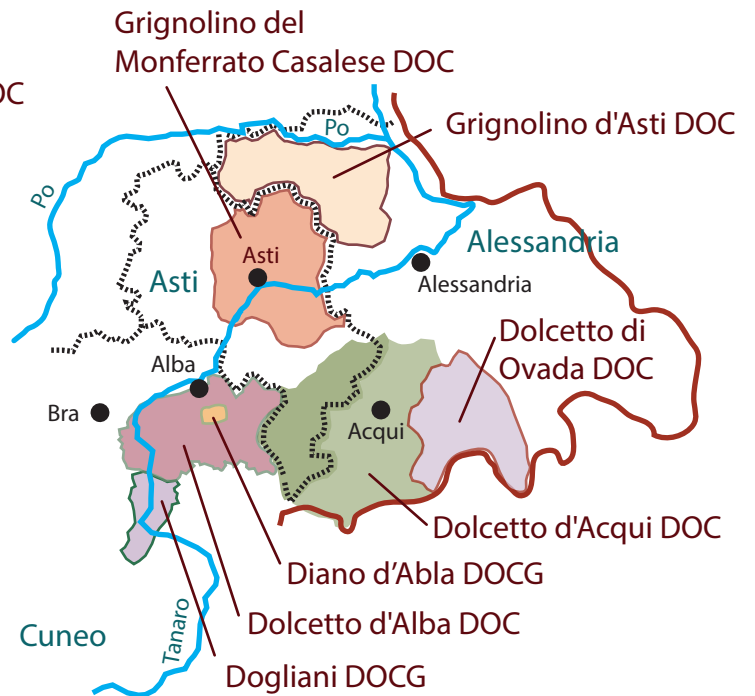 Grignolino del
Monferrato Casalese DOC
OC
Po
Grignolino d'Asti DOC
Po
Asti
Asti
Alessandria
Alessandria
Dolcetto di
Ovada DOC
Alba
Bra
Acqui
Dolcetto d'Acqui DOC
Diano d’Abla DOCG
Dolcetto d'Alba DOC
Cuneo
Tanaro
Dogliani DOCG